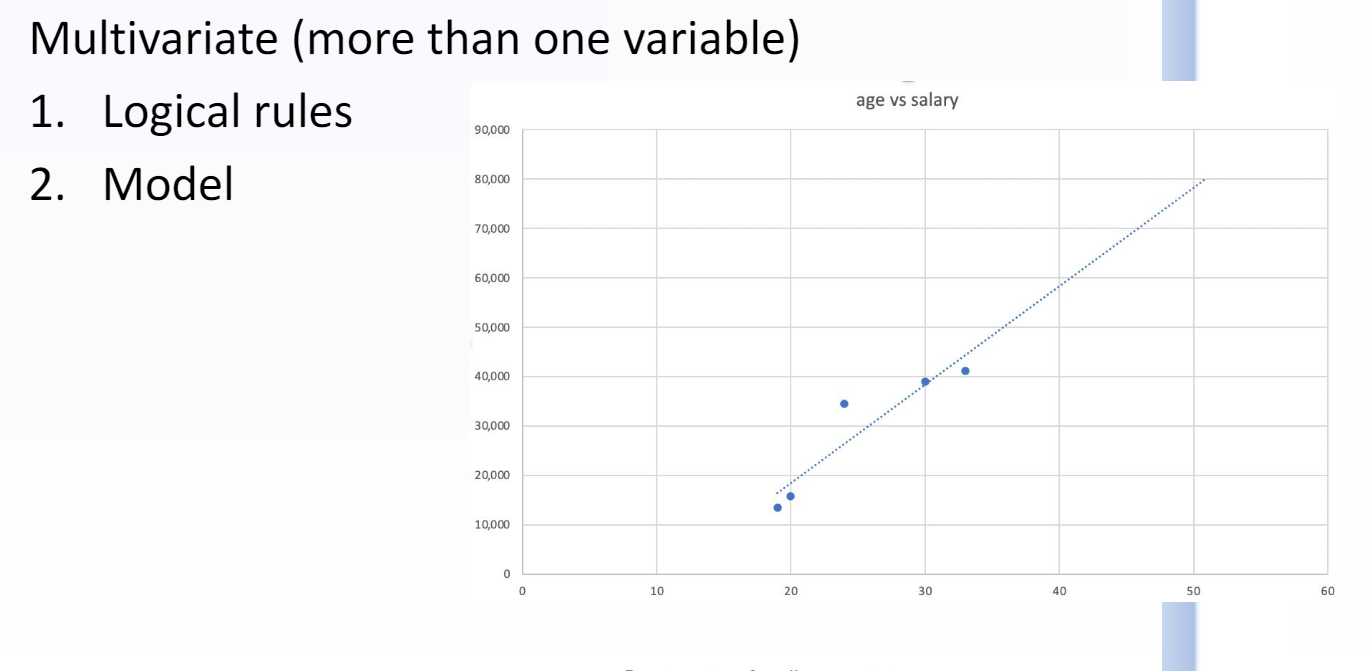 Multivariate (more than one variable)
1. Logical rules
2. Model
age vs salary
90,000
80,000
70,000
60,000
50,000
40,000
30,000
20,000
10,000
0
0 10 20 30 40 50 60